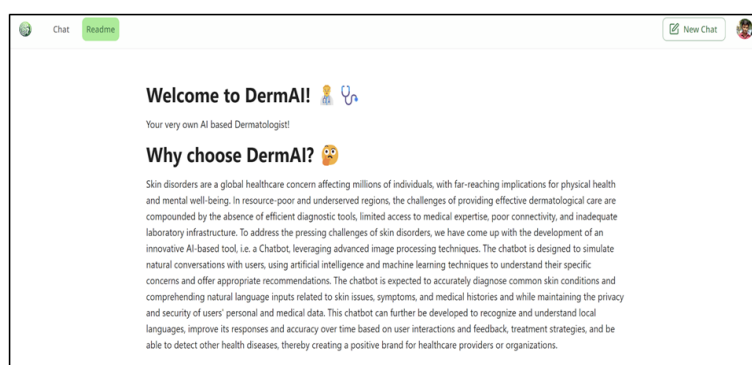 Chat Readme New Chat
Welcome to DermAI! 👨‍⚕️ 🩺
Your very own AI based Dermatologist!
Why choose DermAI? 🤔
Skin disorders are a global healthcare concern affecting millions of individuals, with far-reaching implications for physical health
and mental well-being. In resource-poor and underserved regions, the challenges of providing effective dermatological care are
compounded by the absence of efficient diagnostic tools, limited access to medical expertise, poor connectivity, and inadequate
laboratory infrastructure. To address the pressing challenges of skin disorders, we have come up with the development of an
innovative AI-based tool, i.e. a Chatbot, leveraging advanced image processing techniques. The chatbot is designed to simulate
natural conversations with users, using artificial intelligence and machine learning techniques to understand their specific
concerns and offer appropriate recommendations. The chatbot is expected to accurately diagnose common skin conditions and
comprehending natural language inputs related to skin issues, symptoms, and medical histories and while maintaining the privacy
and security of users' personal and medical data. This chatbot can further be developed to recognize and understand local
languages, improve its responses and accuracy over time based on user interactions and feedback, treatment strategies, and be
able to detect other health diseases, thereby creating a positive brand for healthcare providers or organizations.